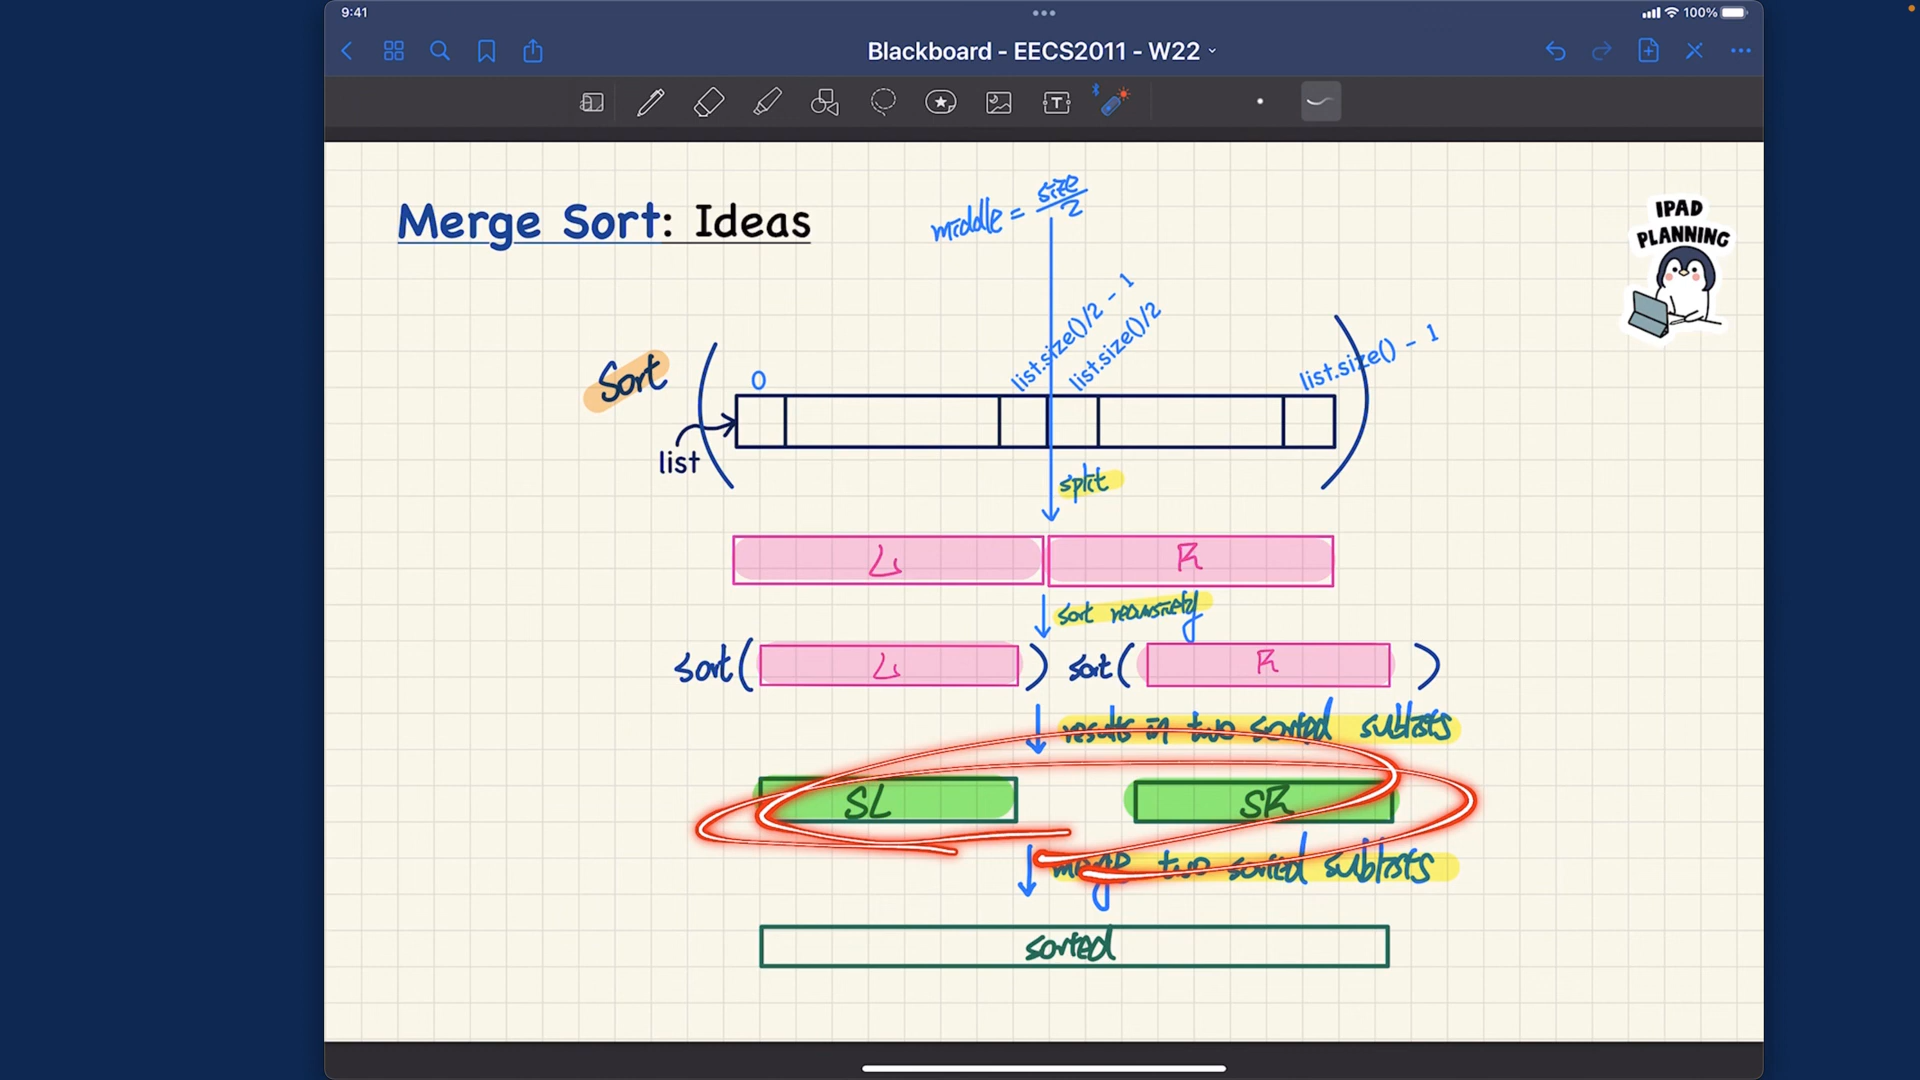 9:41
100%
Blackboard - EECS2011 - W22
Merge Sort: Ideas
middle = size/2
IPAD
PLANNING
list.size()/2 - 1
list.size()/2
list.size() - 1
Sort
0
list
split
L R
sort recursively
sort( L ) sort( R )
results in two sorted sublists
SL SR
merge two sorted sublists
sorted